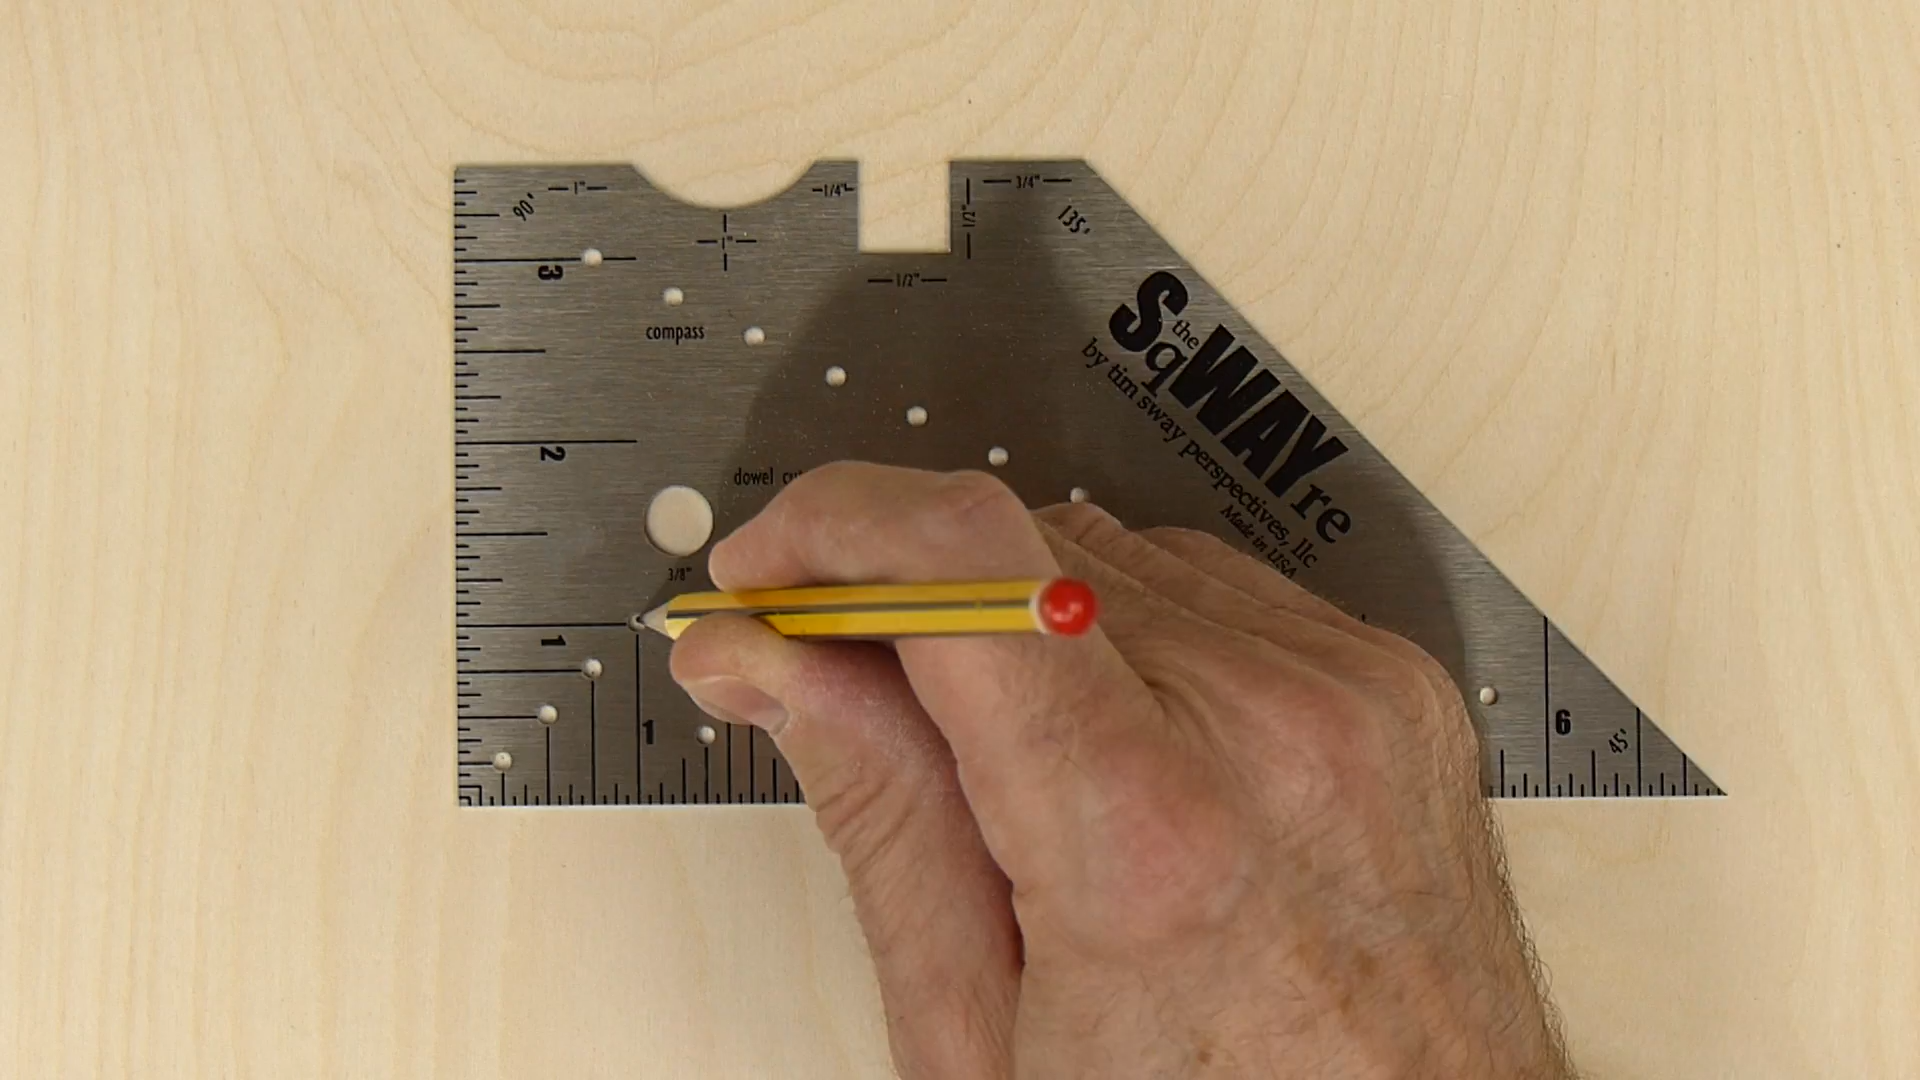 1"
90°
1/4"
3/4"
1/2"
135°
1"
3
1/2"
compass
the
SqWAYre
by tim sway perspectives, llc
Made in USA
2
dowel
3/8"
1
1
6
45°